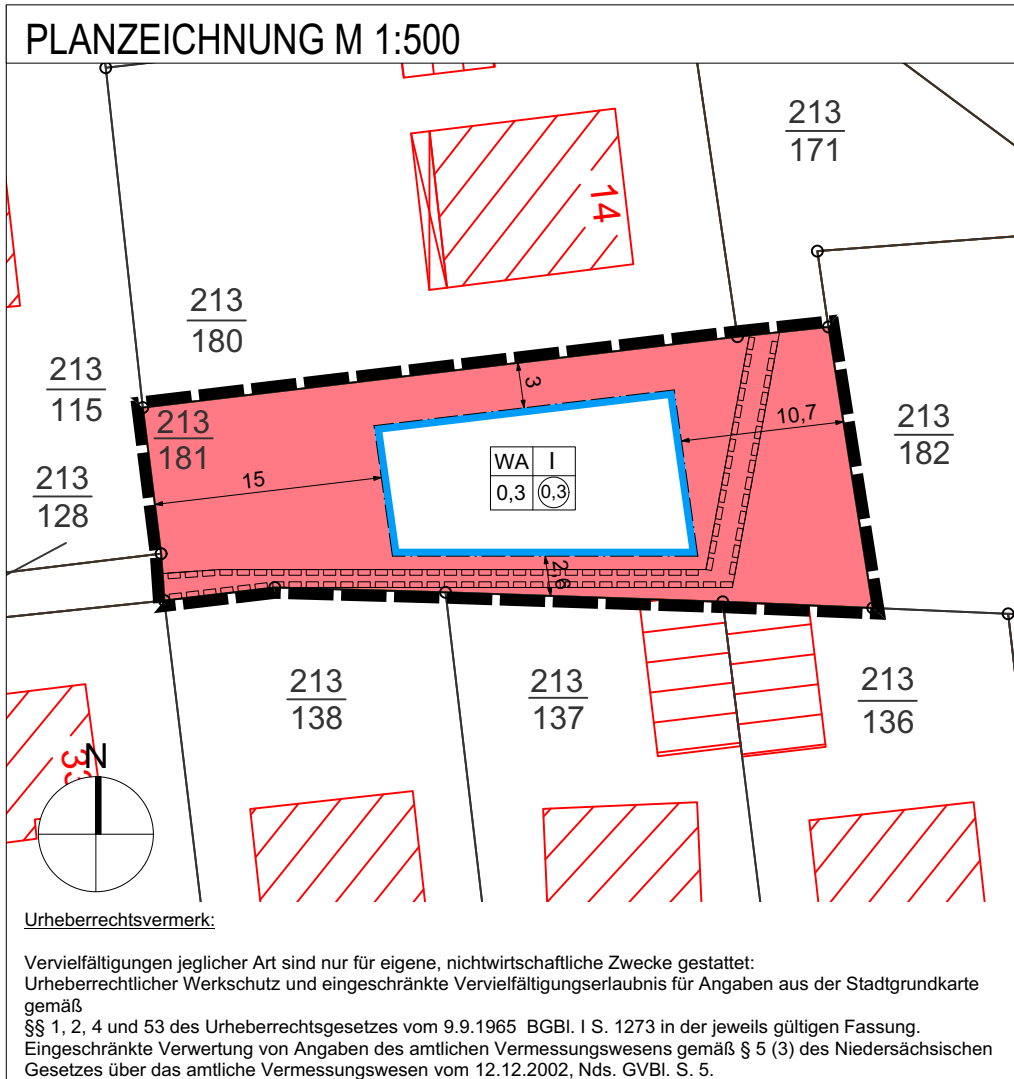 PLANZEICHNUNG M 1:500
213
171
14
213
180
213
115
213
181
213
182
213
128
3
10,7
15
WA I
0,3 0,3
2,6
213
138
213
137
213
136
33
N
Urheberrechtsvermerk:
Vervielfältigungen jeglicher Art sind nur für eigene, nichtwirtschaftliche Zwecke gestattet:
Urheberrechtlicher Werkschutz und eingeschränkte Vervielfältigungserlaubnis für Angaben aus der Stadtgrundkarte
gemäß
§§ 1, 2, 4 und 53 des Urheberrechtsgesetzes vom 9.9.1965 BGBl. I S. 1273 in der jeweils gültigen Fassung.
Eingeschränkte Verwertung von Angaben des amtlichen Vermessungswesens gemäß § 5 (3) des Niedersächsischen
Gesetzes über das amtliche Vermessungswesen vom 12.12.2002, Nds. GVBl. S. 5.